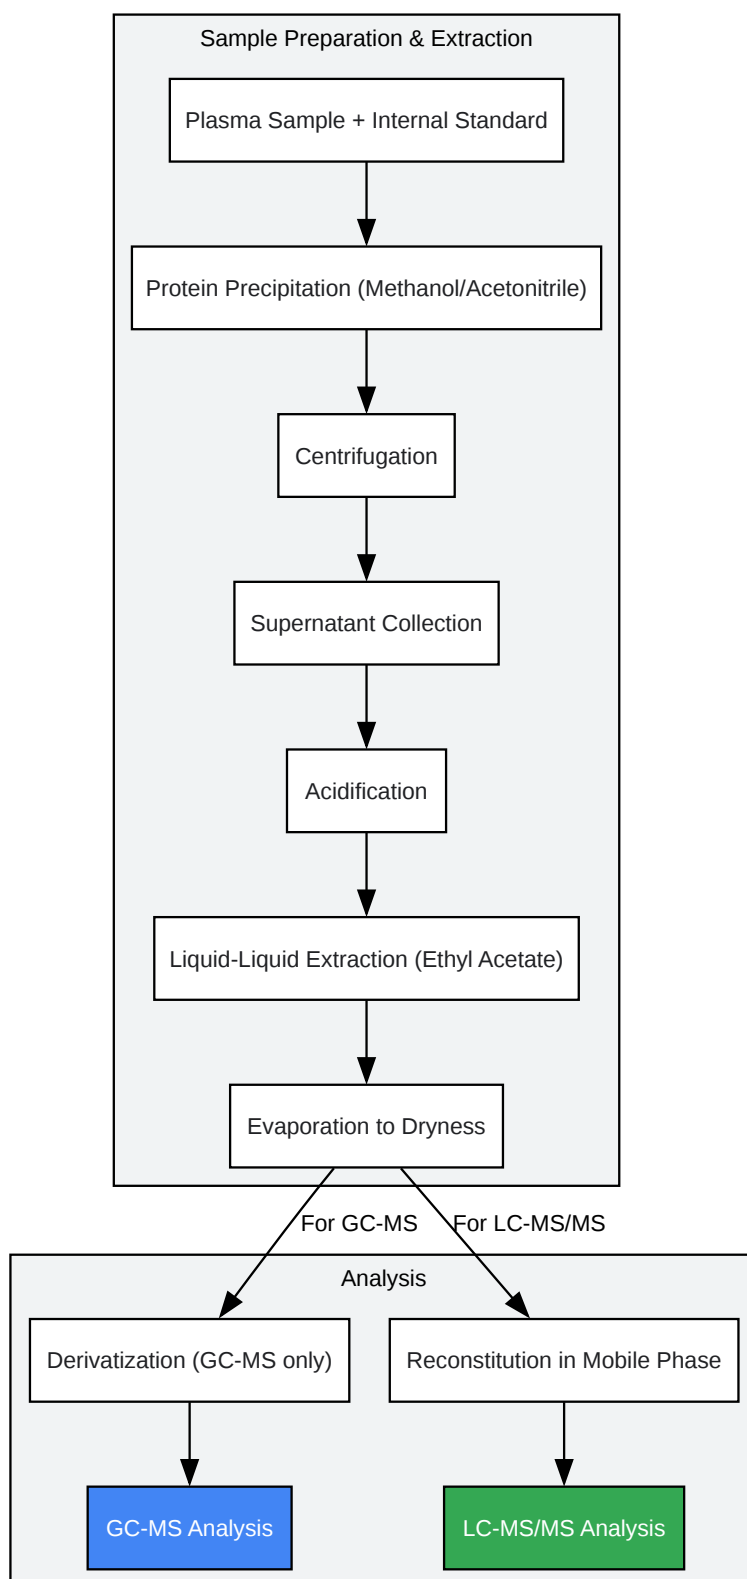 Sample Preparation & Extraction
Plasma Sample + Internal Standard
Protein Precipitation (Methanol/Acetonitrile)
Centrifugation
Supernatant Collection
Acidification
Liquid-Liquid Extraction (Ethyl Acetate)
Evaporation to Dryness
For GC-MS
For LC-MS/MS
Analysis
Derivatization (GC-MS only)
Reconstitution in Mobile Phase
GC-MS Analysis
LC-MS/MS Analysis